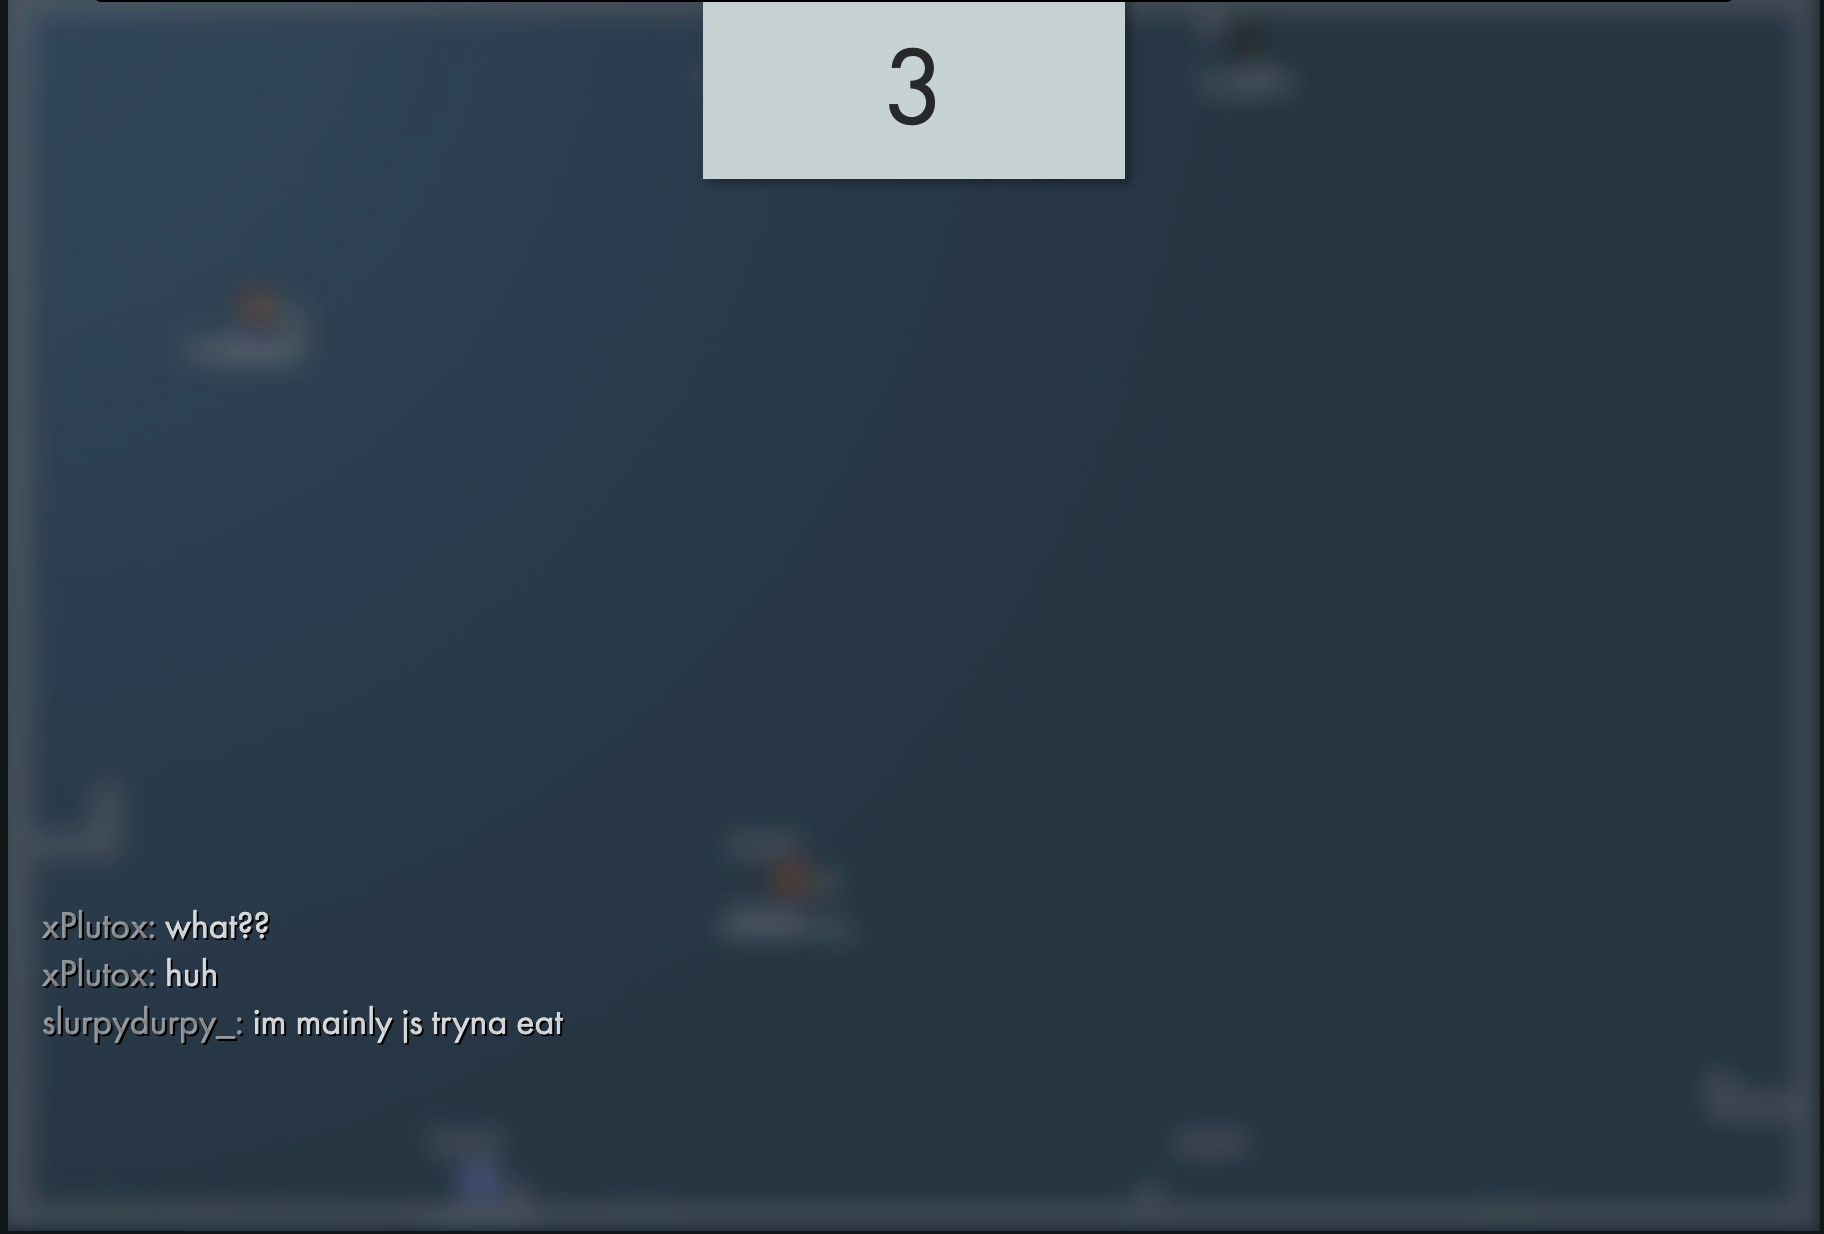 3
xPlutox: what??
xPlutox: huh
slurpydurpy_: im mainly js tryna eat